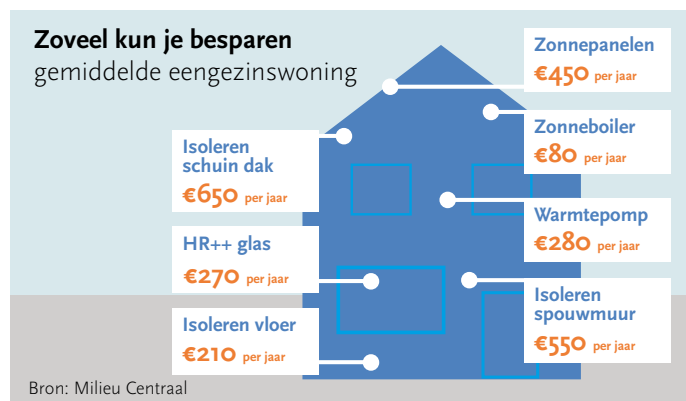 Zoveel kun je besparen
gemiddelde eengezinswoning
Zonnepanelen
€450 per jaar
Zonneboiler
€80 per jaar
Isoleren
schuin dak
€650 per jaar
Warmtepomp
€280 per jaar
HR++ glas
€270 per jaar
Isoleren
spouwmuur
€550 per jaar
Isoleren vloer
€210 per jaar
Bron: Milieu Centraal